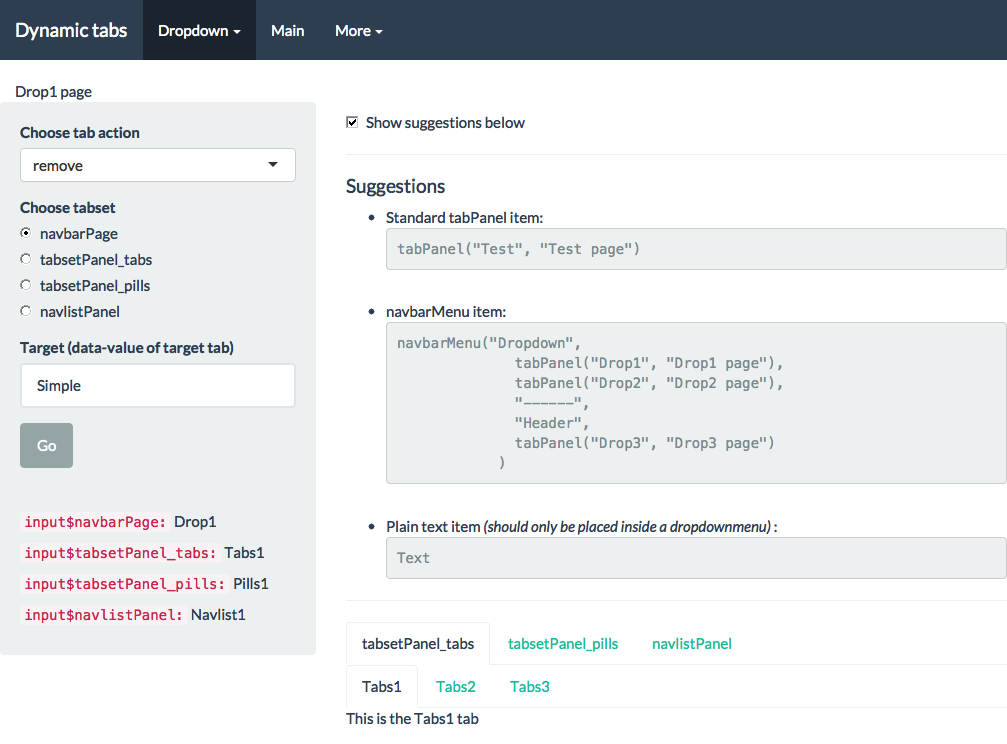 Dynamic tabs Dropdown Main More
Drop1 page
Choose tab action
remove
Choose tabset
navbarPage
tabsetPanel_tabs
tabsetPanel_pills
navlistPanel
Target (data-value of target tab)
Simple
Go
input$navbarPage: Drop1
input$tabsetPanel_tabs: Tabs1
input$tabsetPanel_pills: Pills1
input$navlistPanel: Navlist1
Show suggestions below
Suggestions
Standard tabPanel item:
tabPanel("Test", "Test page")
navbarMenu item:
navbarMenu("Dropdown",
tabPanel("Drop1", "Drop1 page"),
tabPanel("Drop2", "Drop2 page"),
"------",
"Header",
tabPanel("Drop3", "Drop3 page")
)
Plain text item (should only be placed inside a dropdownmenu) :
Text
tabsetPanel_tabs tabsetPanel_pills navlistPanel
Tabs1 Tabs2 Tabs3
This is the Tabs1 tab